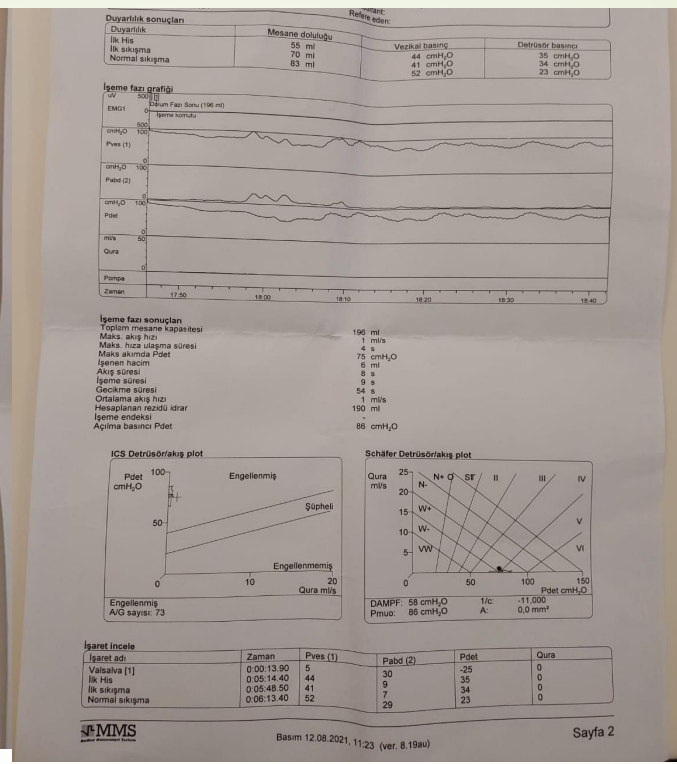 Refere eden:
Duyarlılık sonuçları
Duyarlılık Mesane doluluğu Vezikal basınç Detrüsör basıncı
İlk His 55 ml 44 cmH₂O 35 cmH₂O
İlk sıkışma 70 ml 41 cmH₂O 34 cmH₂O
Normal sıkışma 83 ml 52 cmH₂O 23 cmH₂O
İşeme fazı grafiği
uV 500
EMG1 0
Dolum Fazı Sonu (196 ml)
İşeme komutu
500
cmH₂O 100
Pves (1)
0
cmH₂O 100
Pabd (2)
0
cmH₂O 100
Pdet
0
ml/s 50
Qura
0
Pompa
Zaman 17:50 18:00 18:10 18:20 18:30 18:40
İşeme fazı sonuçları
Toplam mesane kapasitesi 196 ml
Maks. akış hızı 1 ml/s
Maks. hıza ulaşma süresi 4 s
Maks akımda Pdet 75 cmH₂O
İşenen hacim 6 ml
Akış süresi 8 s
İşeme süresi 9 s
Gecikme süresi 54 s
Ortalama akış hızı 1 ml/s
Hesaplanan rezidü idrar 190 ml
İşeme endeksi -
Açılma basıncı Pdet 86 cmH₂O
ICS Detrüsör/akış plot
Pdet 100
cmH₂O
Engellenmiş
Şüpheli
50
Engellenmemiş
0 10 20
Qura ml/s
Engellenmiş
A/G sayısı: 73
Schäfer Detrüsör/akış plot
Qura 25
ml/s
N- N+ O ST II III IV
20
W+
15
W- V
10
VW VI
5
0 50 100 150
Pdet cmH₂O
DAMPF: 58 cmH₂O 1/c: -11,000
Pmuo: 86 cmH₂O A: 0,0 mm²
İşaret incele
İşaret adı Zaman Pves (1) Pabd (2) Pdet Qura
Valsalva [1] 0:00:13.90 5 30 -25 0
İlk His 0:05:14.40 44 9 35 0
İlk sıkışma 0:05:48.50 41 7 34 0
Normal sıkışma 0:06:13.40 52 29 23 0
MMS
Medical Measurement Systems
Basım 12.08.2021, 11:23 (ver. 8.19au)
Sayfa 2